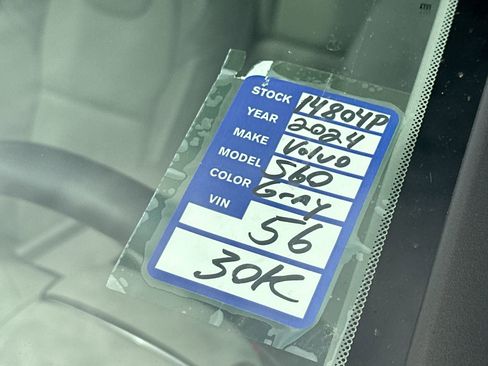 STOCK 14804P
YEAR 2024
MAKE Volvo
MODEL S60
COLOR Gray
VIN 56
30K